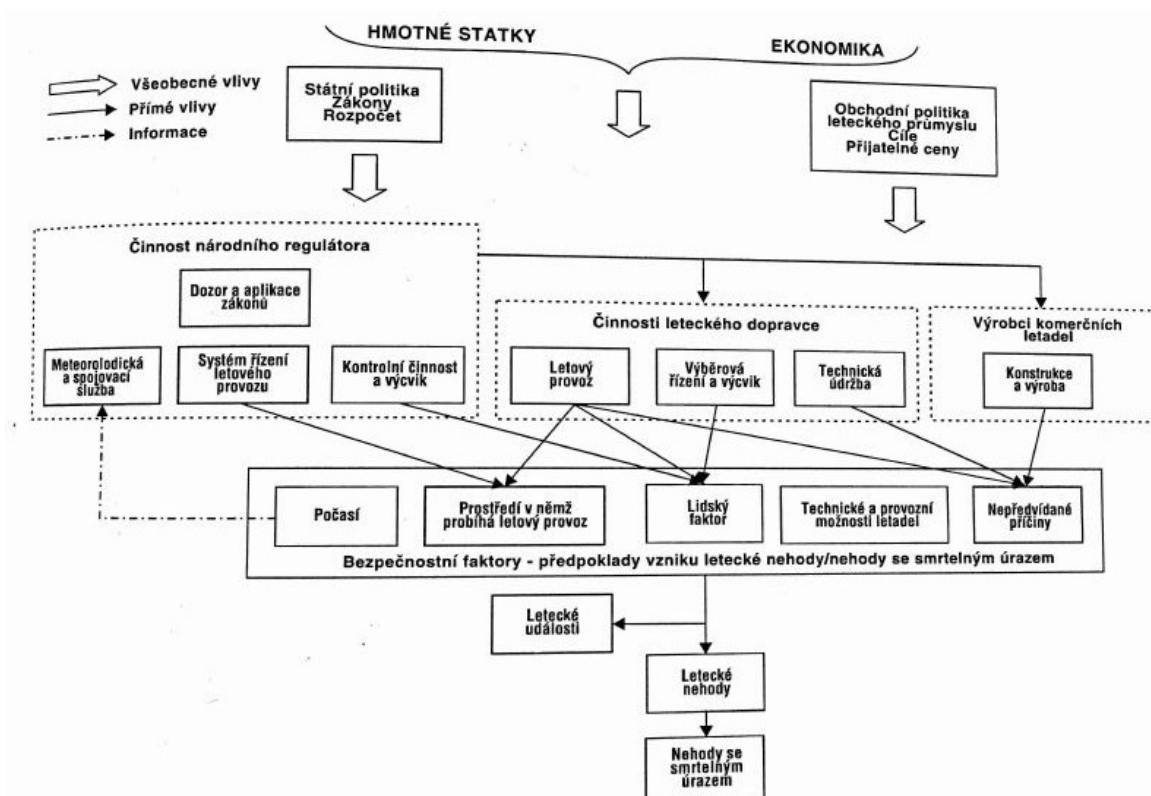 HMOTNÉ STATKY
EKONOMIKA
Všeobecné vlivy
Přímé vlivy
Informace
Státní politika
Zákony
Rozpočet
Obchodní politika
leteckého průmyslu
Cíle
Přijatelné ceny
Činnost národního regulátora
Dozor a aplikace
zákonů
Meteorolodická
a spojovací
služba
Systém řízení
letového
provozu
Kontrolní činnost
a výcvik
Činnosti leteckého dopravce
Letový
provoz
Výběrová
řízení a výcvik
Technická
údržba
Výrobci komerčních
letadel
Konstrukce
a výroba
Počasí
Prostředí v němž
probíhá letový provoz
Lidský
faktor
Technické a provozní
možnosti letadel
Nepředvídané
příčiny
Bezpečnostní faktory - předpoklady vzniku letecké nehody/nehody se smrtelným úrazem
Letecké
události
Letecké
nehody
Nehody se
smrtelným
úrazem